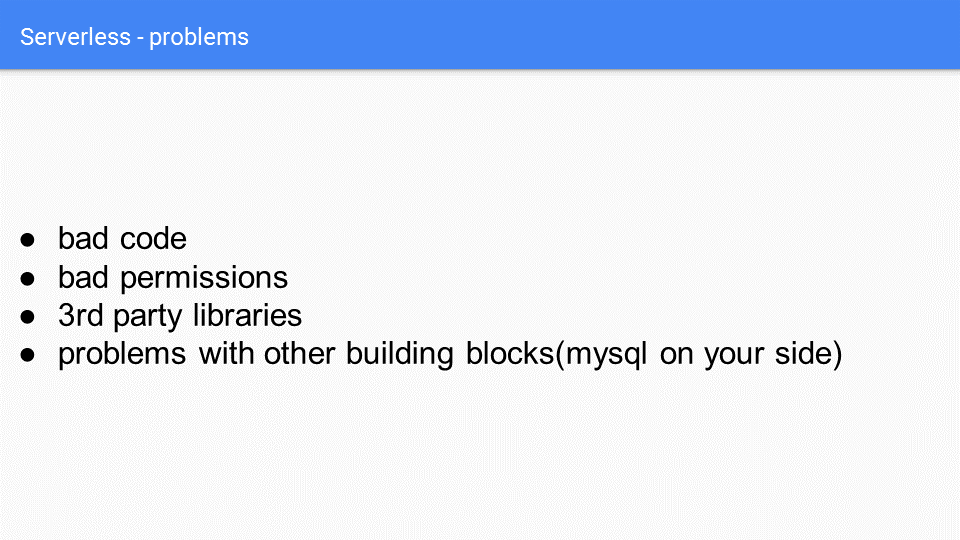 Serverless - problems
● bad code
● bad permissions
● 3rd party libraries
● problems with other building blocks(mysql on your side)